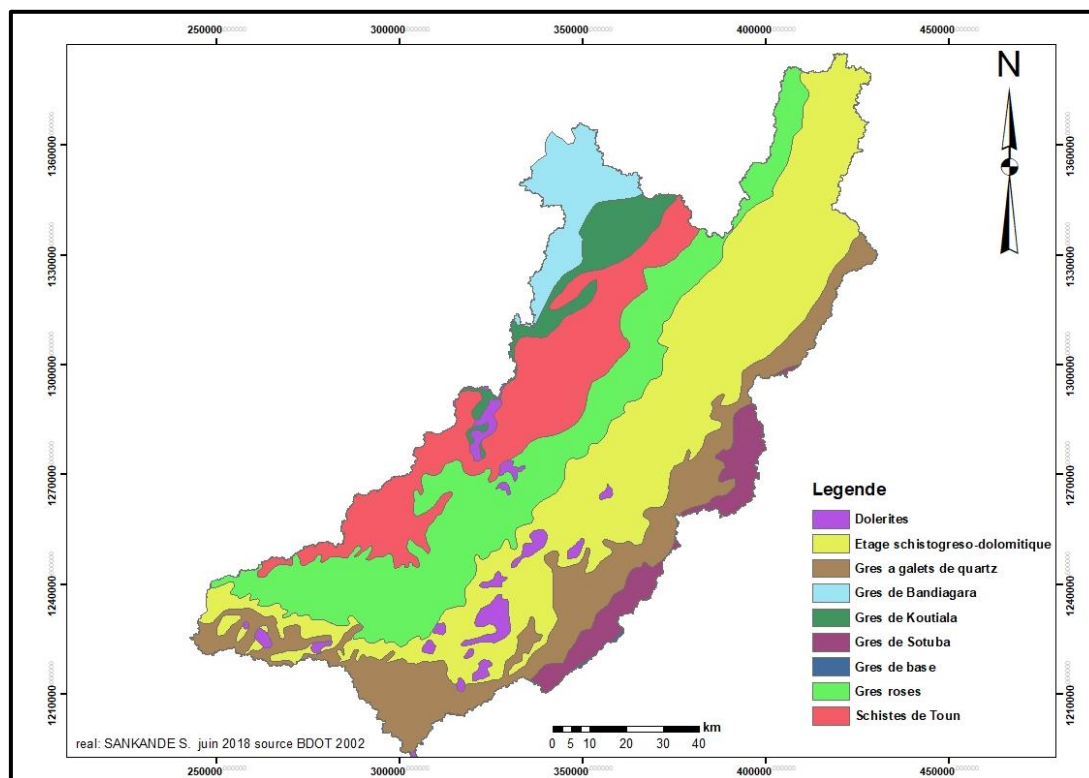 250000 300000 350000 400000 450000
N
1360000 1360000
1330000 1330000
1300000 1300000
1270000 1270000
1240000 1240000
1210000 1210000
Legende
Dolerites
Etage schistogreso-dolomitique
Gres a galets de quartz
Gres de Bandiagara
Gres de Koutiala
Gres de Sotuba
Gres de base
Gres roses
Schistes de Toun
km
0 5 10 20 30 40
real: SANKANDE S. juin 2018 source BDOT 2002
250000 300000 350000 400000 450000